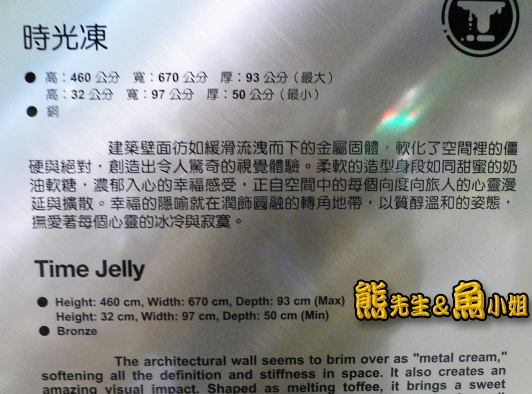 時光凍
● 高：460 公分 寬：670 公分 厚：93 公分（最大）
高：32 公分 寬：97 公分 厚：50 公分（最小）
● 銅
建築壁面彷如緩滑流洩而下的金屬固體，軟化了空間裡的僵
硬與絕對，創造出令人驚奇的視覺體驗。柔軟的造型身段如同甜蜜的奶
油軟糖，濃郁入心的幸福感受，正自空間中的每個向度向旅人的心靈漫
延與擴散。幸福的隱喻就在潤飾圓融的轉角地帶，以質醇溫和的姿態，
撫愛著每個心靈的冰冷與寂寞。
Time Jelly
● Height: 460 cm, Width: 670 cm, Depth: 93 cm (Max)
Height: 32 cm, Width: 97 cm, Depth: 50 cm (Min)
● Bronze
熊先生&魚小姐
The architectural wall seems to brim over as "metal cream,"
softening all the definition and stiffness in space. It also creates an
amazing visual impact. Shaped as melting toffee, it brings a sweet